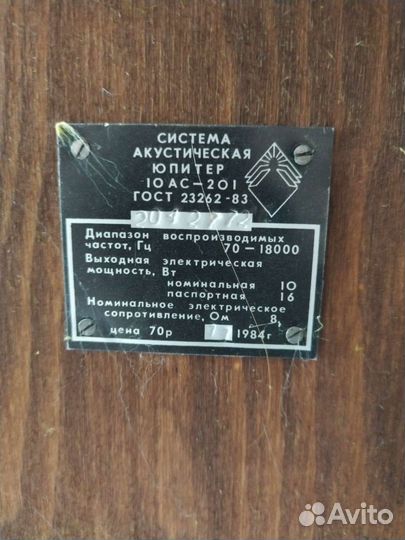 СИСТЕМА
АКУСТИЧЕСКАЯ
ЮПИТЕР
10АС-201
ГОСТ 23262-83
Диапазон воспроизводимых
частот, Гц 70-18000
Выходная электрическая
мощность, Вт
номинальная 10
паспортная 16
Номинальное электрическое
сопротивление, Ом 8
цена 70р 1984г
Avito